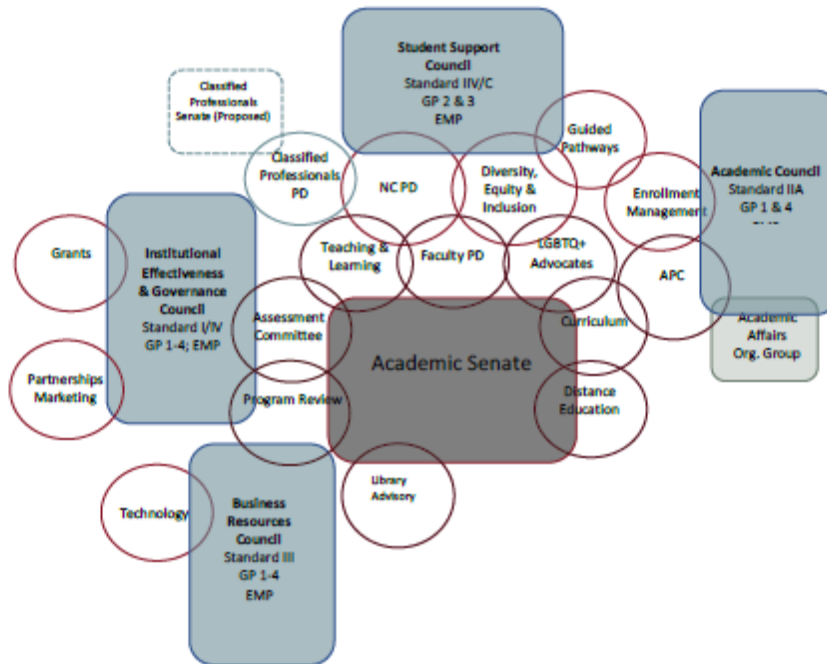 Student Support
Council
Standard IIV/C
GP 2 & 3
EMP
Classified
Professionals
Senate (Proposed)
Guided
Pathways
Classified
Professionals
PD
NC PD
Diversity,
Equity &
Inclusion
Academic Council
Standard IIA
GP 1 & 4
Enrollment
Management
Grants
Institutional
Effectiveness
& Governance
Council
Standard I/IV
GP 1-4; EMP
Teaching &
Learning
Faculty PD
LGBTQ+
Advocates
APC
Assessment
Committee
Curriculum
Academic
Affairs
Org. Group
Academic Senate
Partnerships
Marketing
Program Review
Distance
Education
Library
Advisory
Technology
Business
Resources
Council
Standard III
GP 1-4
EMP